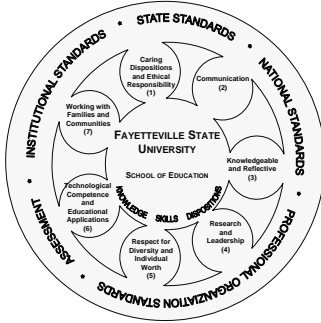 STATE STANDARDS
NATIONAL STANDARDS
PROFESSIONAL ORGANIZATION STANDARDS
ASSESSMENT
INSTITUTIONAL STANDARDS
Caring
Dispositions
and Ethical
Responsibility
(1)
Communication
(2)
Knowledgeable
and Reflective
(3)
Research
and
Leadership
(4)
Respect for
Diversity and
Individual
Worth
(5)
Technological
Competence
and
Educational
Applications
(6)
Working with
Families and
Communities
(7)
FAYETTEVILLE STATE
UNIVERSITY
SCHOOL OF EDUCATION
KNOWLEDGE SKILLS DISPOSITIONS